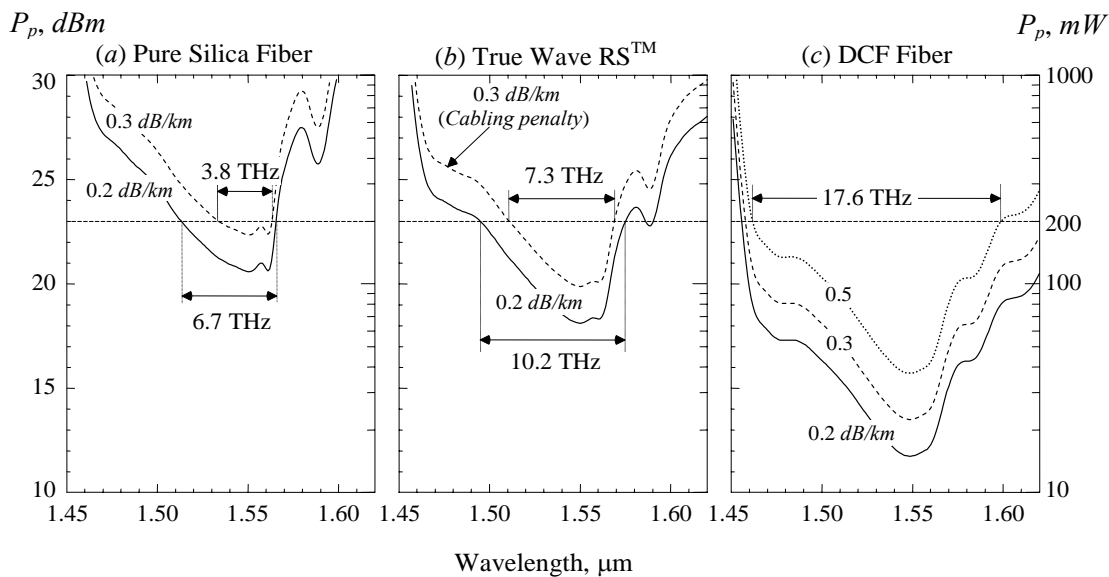 P_p, dBm
P_p, mW
(a) Pure Silica Fiber
(b) True Wave RS™
(c) DCF Fiber
30
25
20
15
10
0.3 dB/km
3.8 THz
0.2 dB/km
6.7 THz
0.3 dB/km
(Cabling penalty)
7.3 THz
0.2 dB/km
10.2 THz
17.6 THz
0.5
0.3
0.2 dB/km
1000
200
100
10
1.45 1.50 1.55 1.60
1.45 1.50 1.55 1.60
1.45 1.50 1.55 1.60
Wavelength, μm